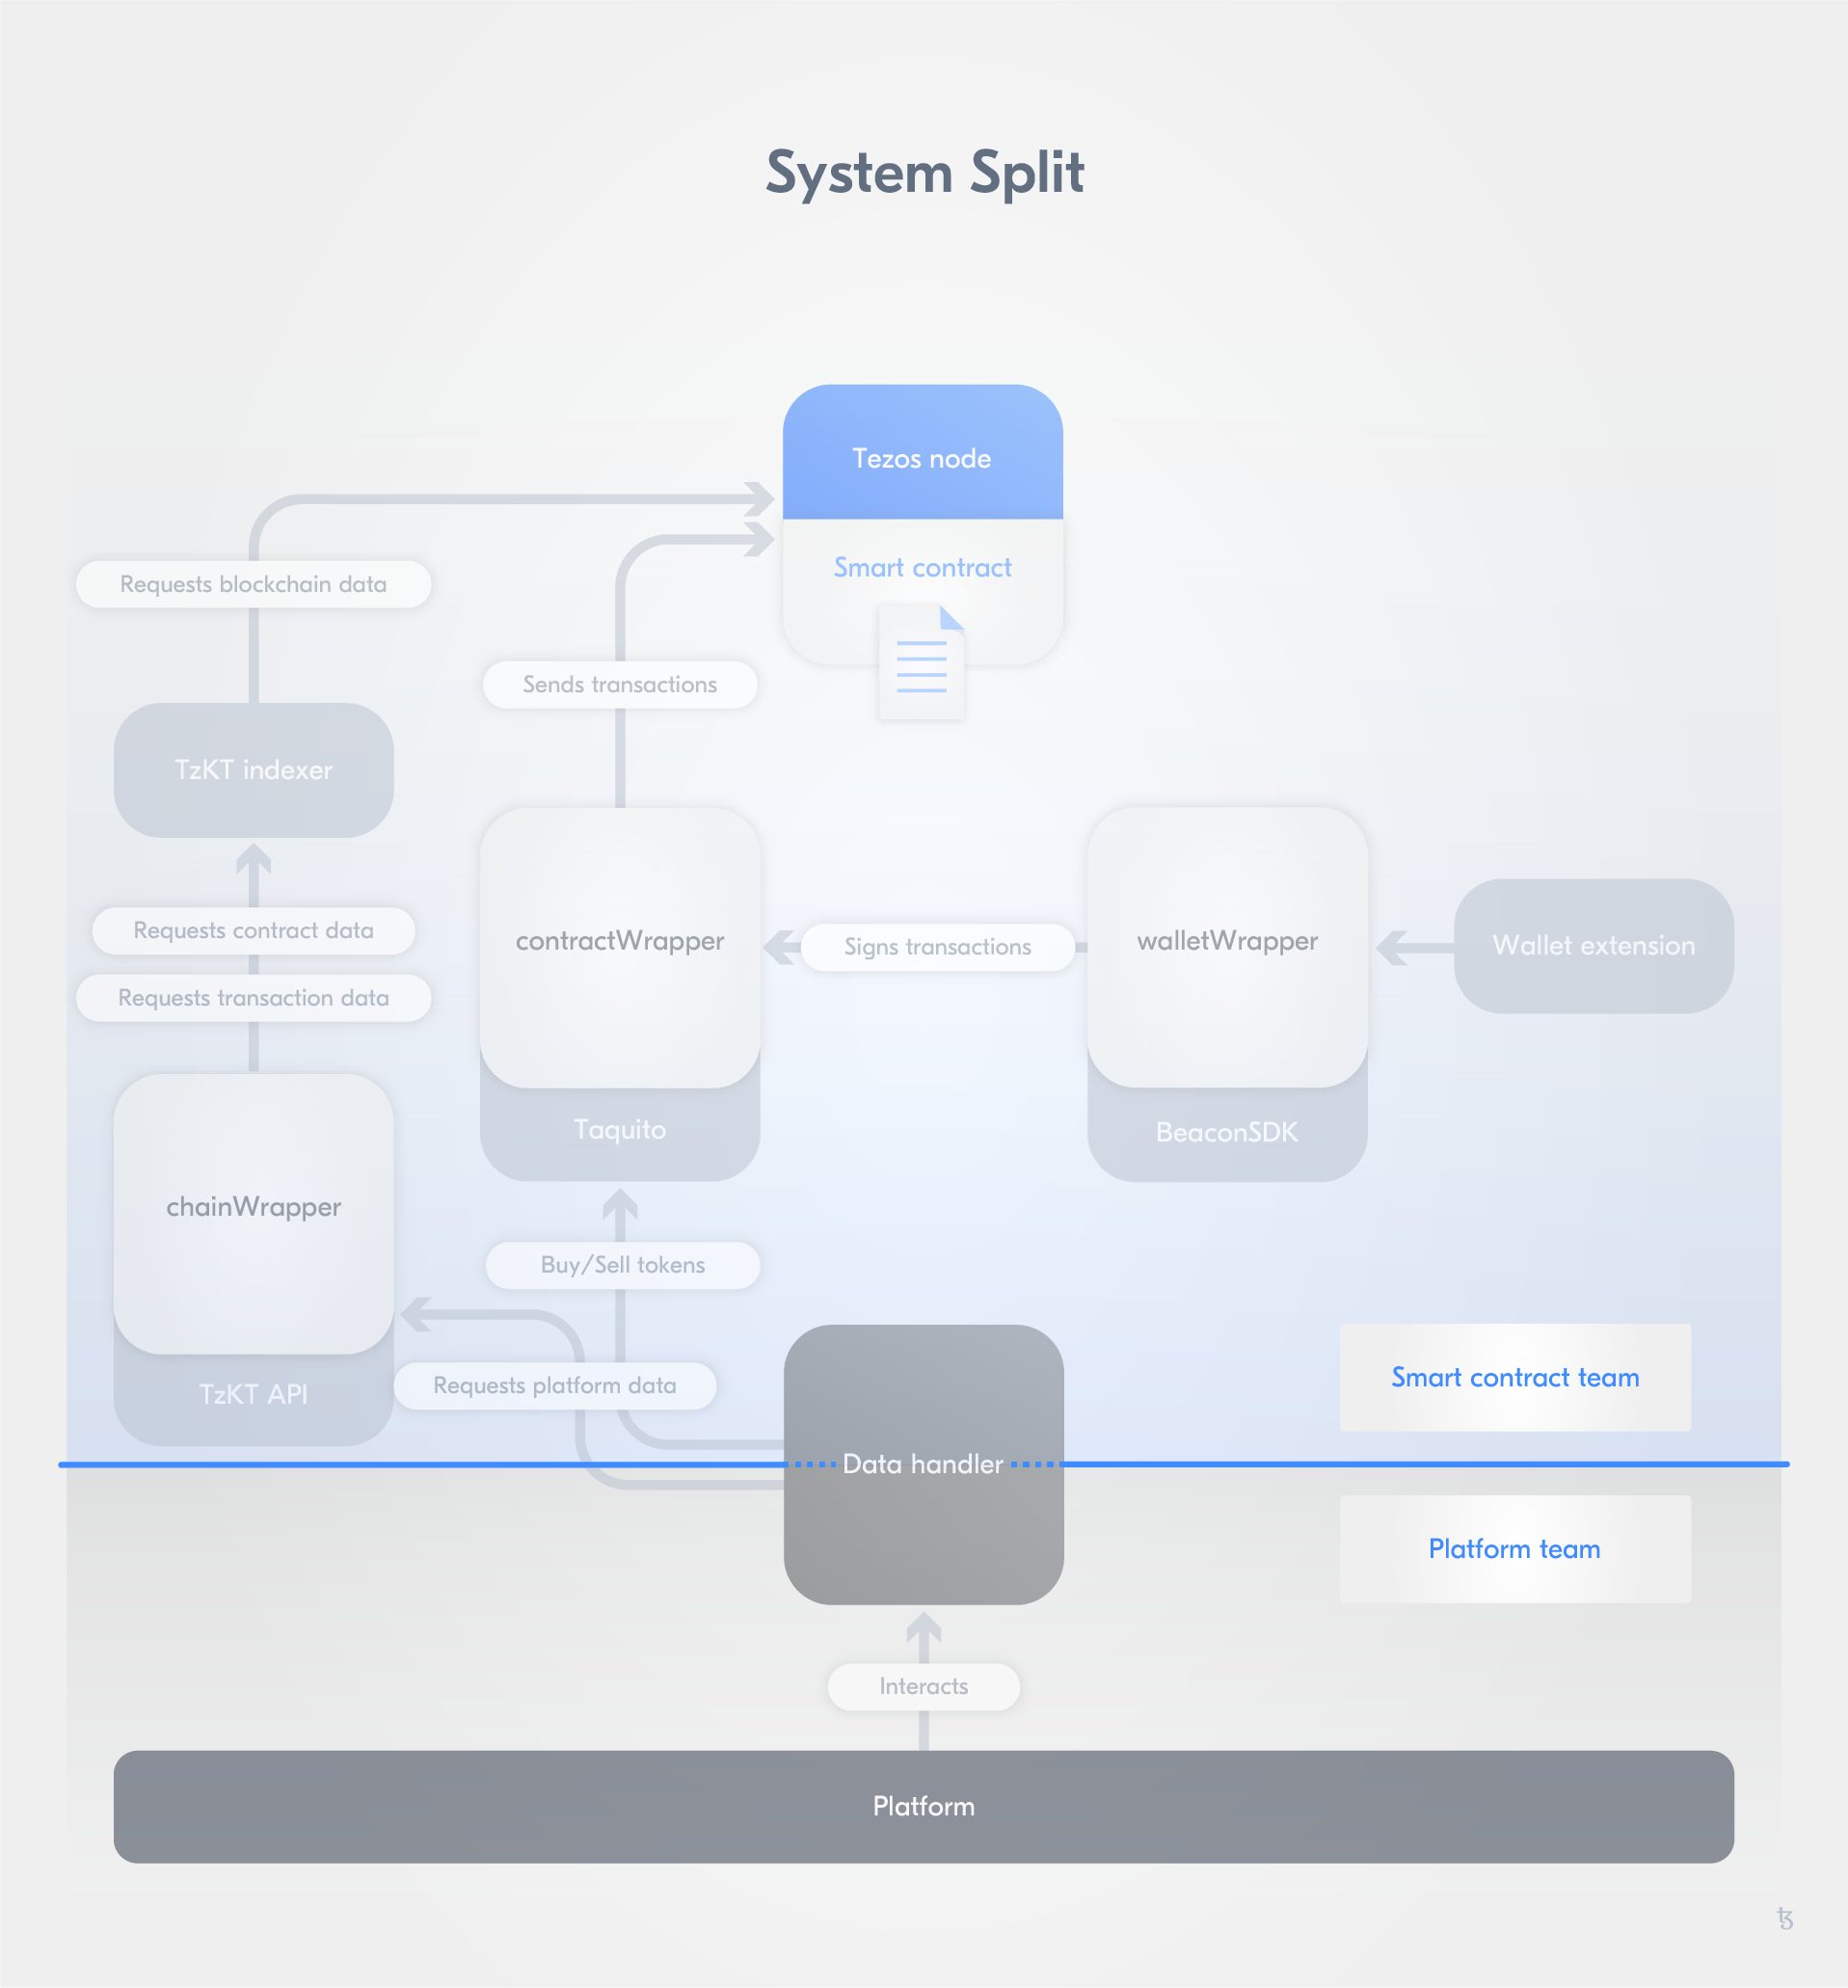 System Split
Tezos node
Smart contract
Requests blockchain data
Sends transactions
TzKT indexer
Requests contract data
Requests transaction data
contractWrapper
Signs transactions
walletWrapper
Wallet extension
Taquito
BeaconSDK
chainWrapper
TzKT API
Buy/Sell tokens
Requests platform data
Smart contract team
Data handler
Platform team
Interacts
Platform
ꜩ